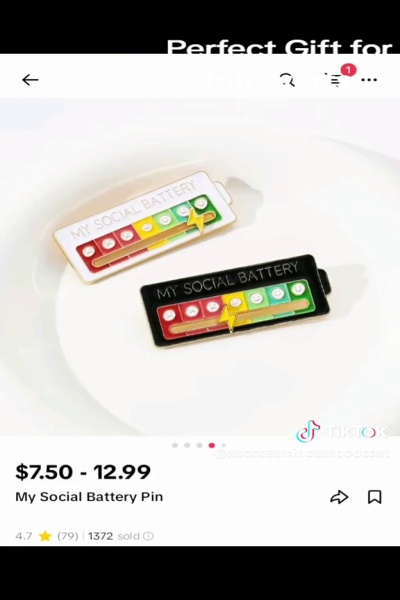 Perfect Gift for
1
MY SOCIAL BATTERY
MY SOCIAL BATTERY
TikTok
@successmindsetpodcast
$7.50 - 12.99
My Social Battery Pin
4.7 (79) 1372 sold